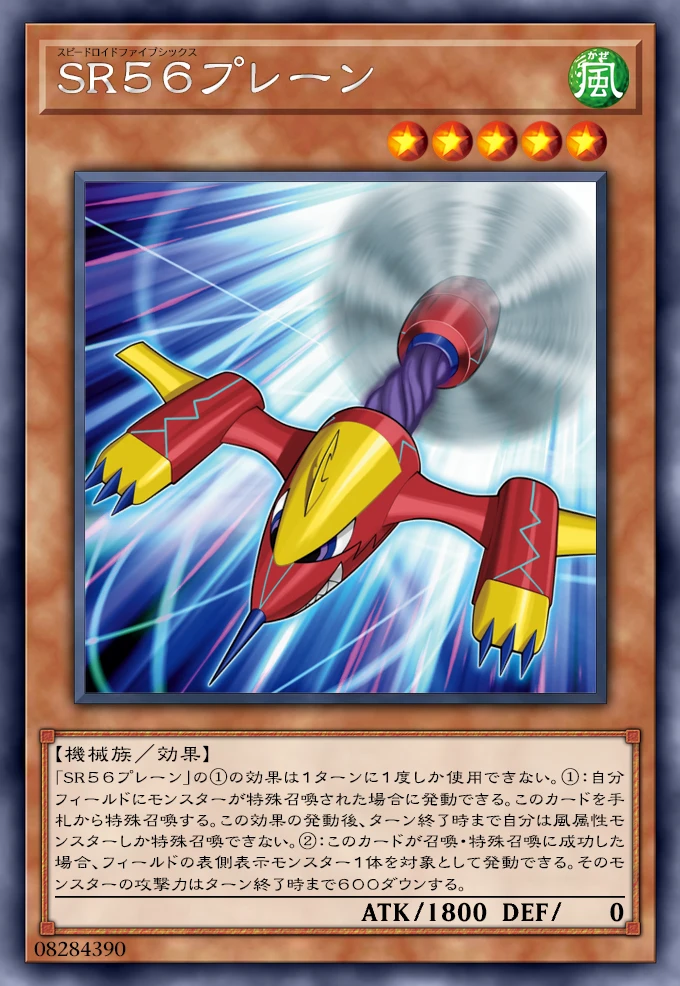 スピードロイドファイブシックス
SR56プレーン
かぜ
風
【機械族／効果】
「SR56プレーン」の①の効果は1ターンに1度しか使用できない。①：自分
フィールドにモンスターが特殊召喚された場合に発動できる。このカードを手
札から特殊召喚する。この効果の発動後、ターン終了時まで自分は風属性モ
ンスターしか特殊召喚できない。②：このカードが召喚・特殊召喚に成功した
場合、フィールドの表側表示モンスター1体を対象として発動できる。そのモ
ンスターの攻撃力はターン終了時まで600ダウンする。
ATK/1800 DEF/ 0
08284390